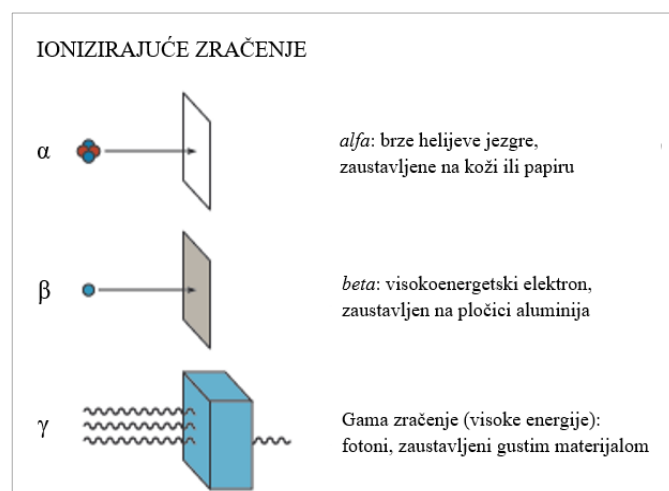 IONIZIRAJUĆE ZRAČENJE
α
alfa: brze helijeve jezgre,
zaustavljene na koži ili papiru
β
beta: visokoenergetski elektron,
zaustavljen na pločici aluminija
γ
Gama zračenje (visoke energije):
fotoni, zaustavljeni gustim materijalom